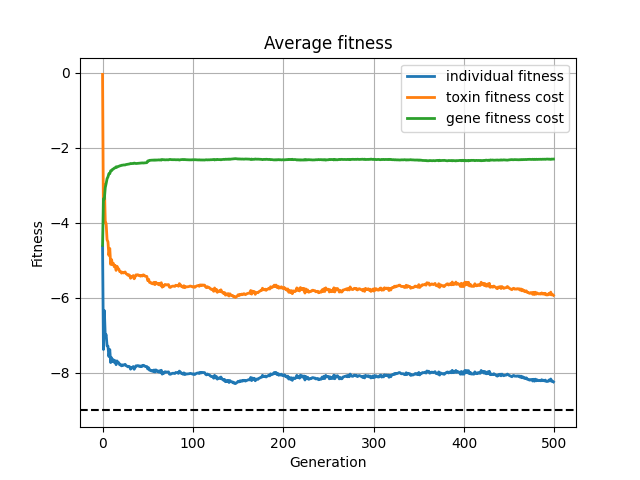 Average fitness
Fitness
0
−2
−4
−6
−8
individual fitness
toxin fitness cost
gene fitness cost
0 100 200 300 400 500
Generation